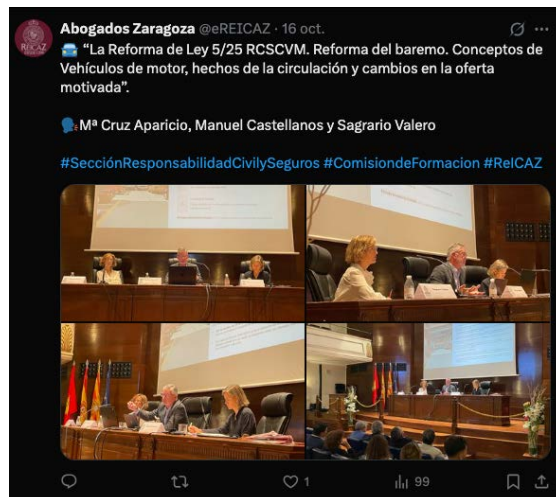 Abogados Zaragoza @eREICAZ · 16 oct.
🚘 “La Reforma de Ley 5/25 RCSCVM. Reforma del baremo. Conceptos de
Vehículos de motor, hechos de la circulación y cambios en la oferta
motivada”.
🗣️Mª Cruz Aparicio, Manuel Castellanos y Sagrario Valero
#SecciónResponsabilidadCivilySeguros #ComisiondeFormacion #ReICAZ
1
99
REICAZ